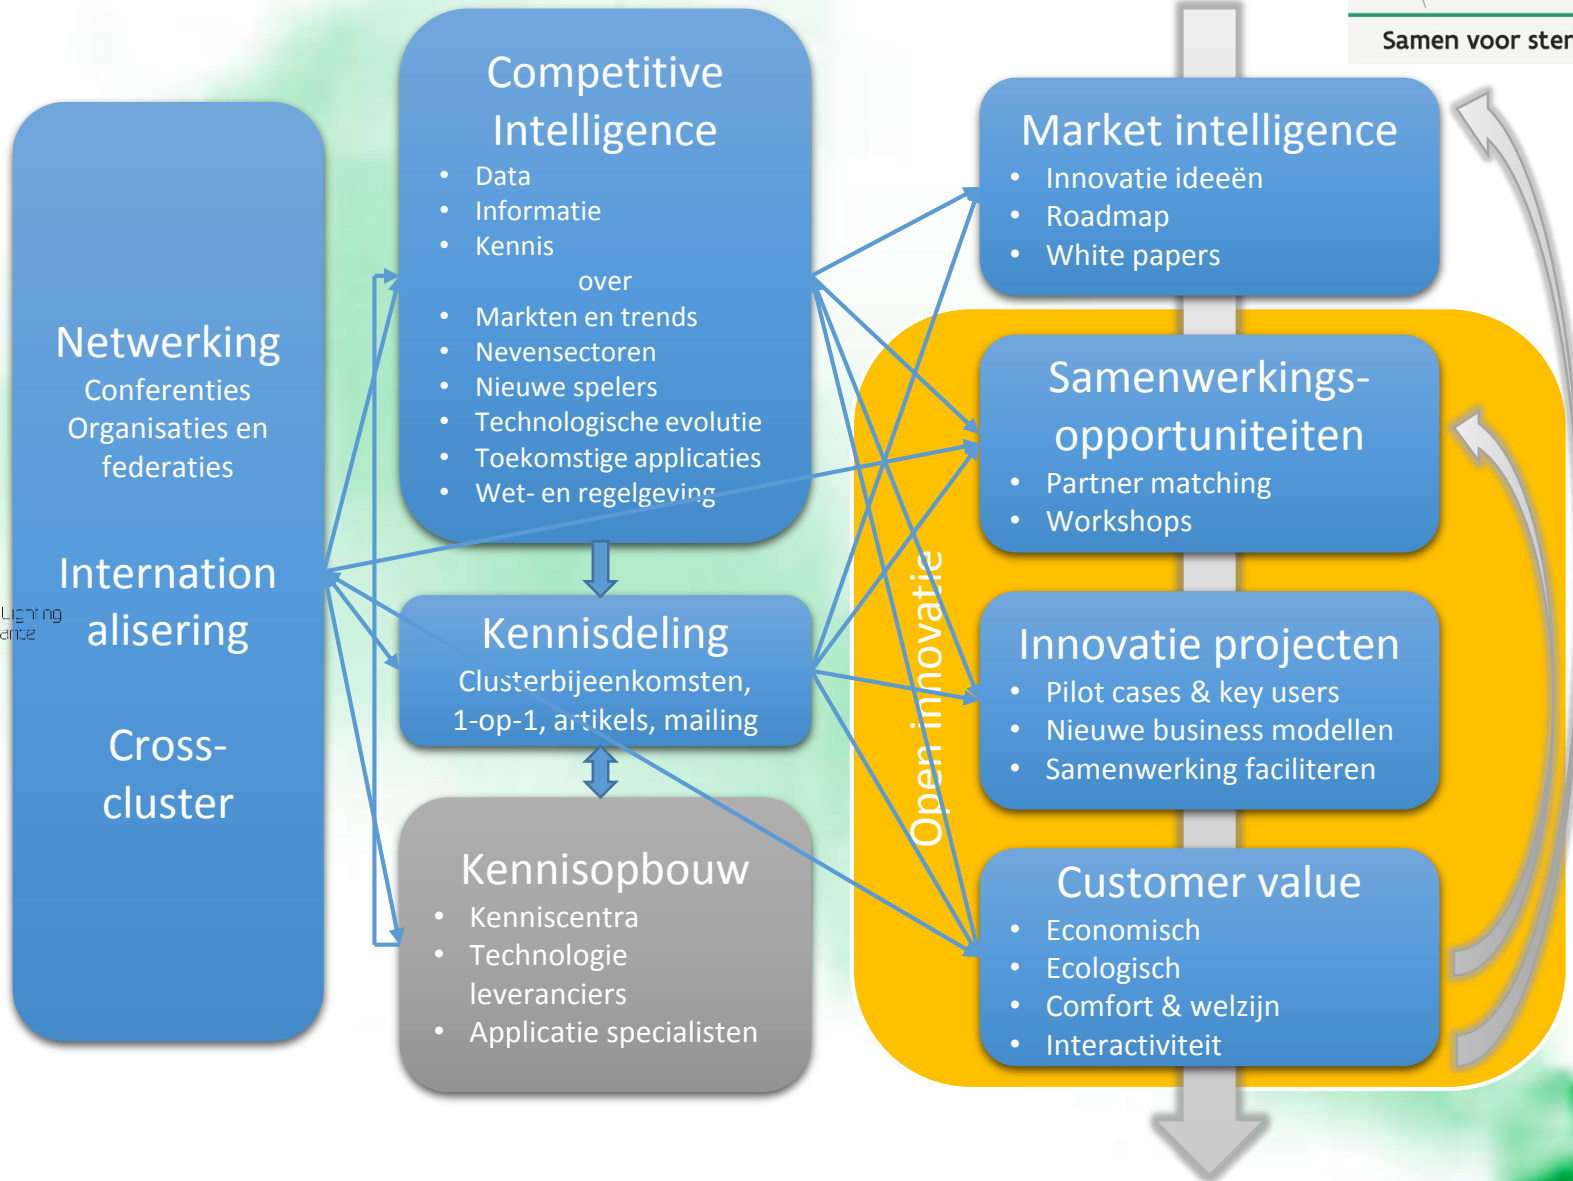 Samen voor ster
Netwerking
Conferenties
Organisaties en
federaties
Internation
alisering
Cross-
cluster
Lighting
Competitive
Intelligence
• Data
• Informatie
• Kennis
over
• Markten en trends
• Nevensectoren
• Nieuwe spelers
• Technologische evolutie
• Toekomstige applicaties
• Wet- en regelgeving
Kennisdeling
Clusterbijeenkomsten,
1-op-1, artikels, mailing
Kennisopbouw
• Kenniscentra
• Technologie
leveranciers
• Applicatie specialisten
Market intelligence
• Innovatie ideeën
• Roadmap
• White papers
Open innovatie
Samenwerkings-
opportuniteiten
• Partner matching
• Workshops
Innovatie projecten
• Pilot cases & key users
• Nieuwe business modellen
• Samenwerking faciliteren
Customer value
• Economisch
• Ecologisch
• Comfort & welzijn
• Interactiviteit